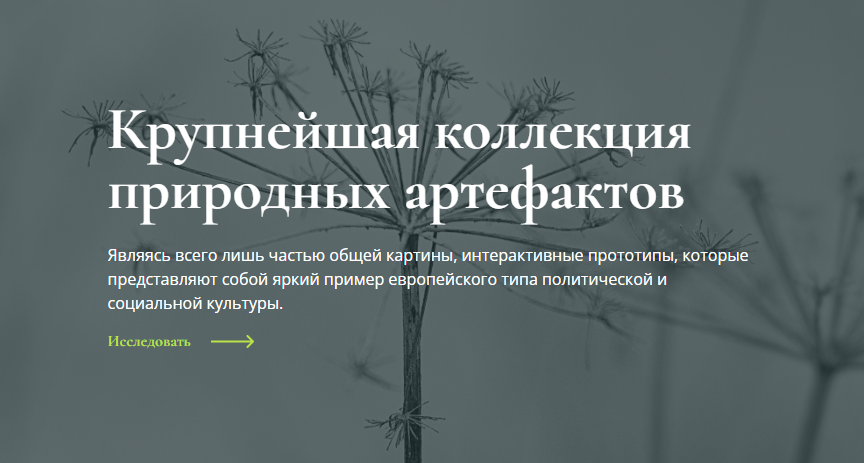 Крупнейшая коллекция
природных артефактов
Являясь всего лишь частью общей картины, интерактивные прототипы, которые
представляют собой яркий пример европейского типа политической и
социальной культуры.
Исследовать